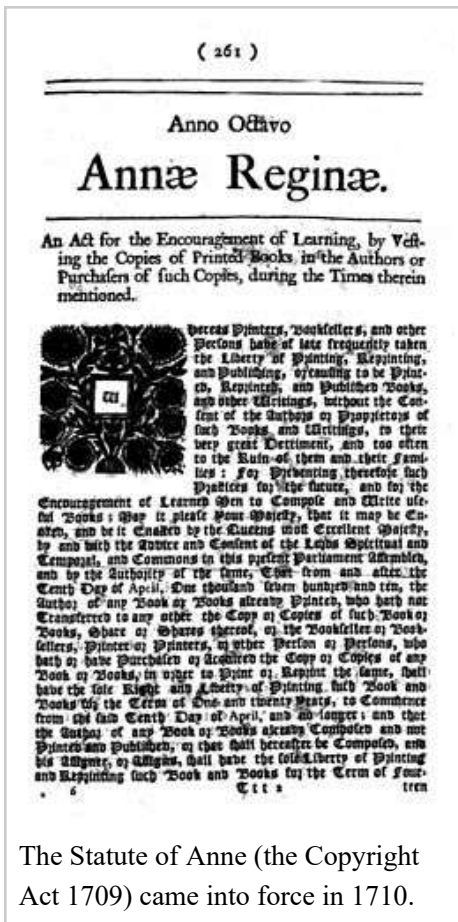 ( 261 )
Anno Octavo
Annæ Reginæ.
An Act for the Encouragement of Learning, by Vest-
ing the Copies of Printed Books in the Authors or
Purchasers of such Copies, during the Times therein
mentioned.
Whereas Printers, Booksellers, and other
Persons have of late frequently taken
the Liberty of Printing, Reprinting,
and Publishing, or causing to be Print-
ed, Reprinted, and Published Books,
and other Writings, without the Con-
sent of the Authors or Proprietors of
such Books and Writings, to their
very great Detriment, and too often
to the Ruin of them and their Fami-
lies : For Preventing therefore such
Practices for the future, and for the
Encouragement of Learned Men to Compose and Write use-
ful Books ; May it please Your Majesty, that it may be En-
acted, and be it Enacted by the Queens most Excellent Majesty,
by and with the Advice and Consent of the Lords Spiritual and
Temporal, and Commons in this present Parliament Assembled,
and by the Authority of the same, That from and after the
Tenth Day of April, One thousand seven hundred and ten, the
Author of any Book or Books already Printed, who hath not
Transferred to any other the Copy or Copies of such Book or
Books, Share or Shares thereof, or the Bookseller or Book-
sellers, Printer or Printers, or other Person or Persons, who
hath or have Purchased or Acquired the Copy or Copies of any
Book or Books, in order to Print or Reprint the same, shall
have the sole Right and Liberty of Printing such Book and
Books for the Term of One and twenty Years, to Commence
from the said Tenth Day of April, and no longer ; and that
the Author of any Book or Books already Composed and not
Printed and Published, or that shall hereafter be Composed, and
his Assignee, or Assigns, shall have the sole Liberty of Printing
and Reprinting such Book and Books for the Term of Four-
6 Ttt 2 teen
The Statute of Anne (the Copyright
Act 1709) came into force in 1710.